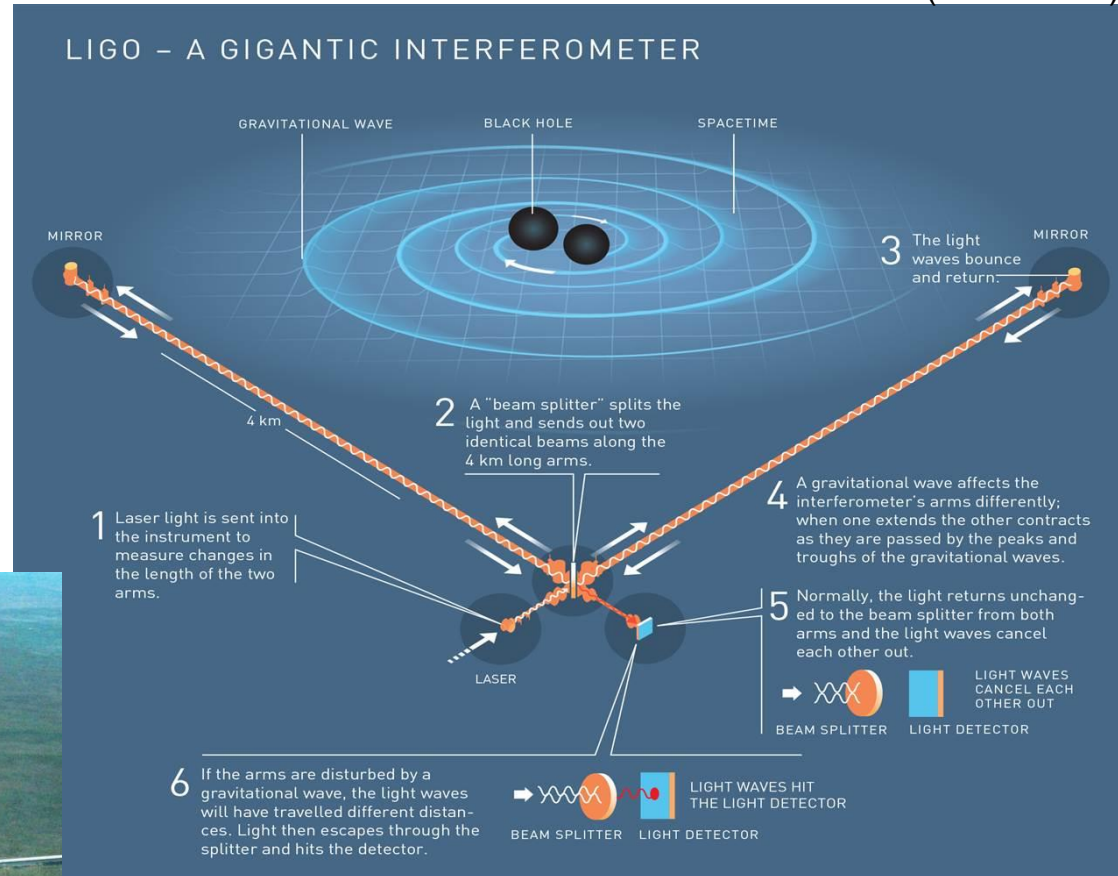 LIGO – A GIGANTIC INTERFEROMETER
GRAVITATIONAL WAVE
BLACK HOLE
SPACETIME
MIRROR
3 The light
waves bounce
and return.
MIRROR
4 km
2 A "beam splitter" splits the
light and sends out two
identical beams along the
4 km long arms.
1 Laser light is sent into
the instrument to
measure changes in
the length of the two
arms.
4 A gravitational wave affects the
interferometer's arms differently;
when one extends the other contracts
as they are passed by the peaks and
troughs of the gravitational waves.
5 Normally, the light returns unchang-
ed to the beam splitter from both
arms and the light waves cancel
each other out.
LASER
LIGHT WAVES
CANCEL EACH
OTHER OUT
BEAM SPLITTER
LIGHT DETECTOR
6 If the arms are disturbed by a
gravitational wave, the light waves
will have travelled different distan-
ces. Light then escapes through the
splitter and hits the detector.
LIGHT WAVES HIT
THE LIGHT DETECTOR
BEAM SPLITTER
LIGHT DETECTOR